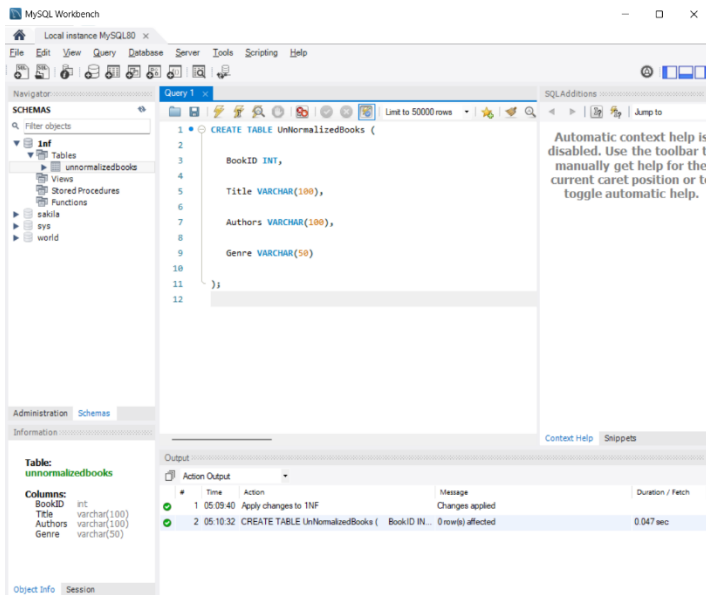 MySQL Workbench
Local instance MySQL80
File Edit View Query Database Server Tools Scripting Help
Navigator
SCHEMAS
Filter objects
1nf
Tables
unnormalizedbooks
Views
Stored Procedures
Functions
sakila
sys
world
Administration Schemas
Information
Table:
unnormalizedbooks
Columns:
BookID int
Title varchar(100)
Authors varchar(100)
Genre varchar(50)
Object Info Session
Query 1
Limit to 50000 rows
1 CREATE TABLE UnNormalizedBooks (
2
3 BookID INT,
4
5 Title VARCHAR(100),
6
7 Authors VARCHAR(100),
8
9 Genre VARCHAR(50)
10
11 );
12
SQLAdditions
Jump to
Automatic context help is
disabled. Use the toolbar t
manually get help for the
current caret position or to
toggle automatic help.
Context Help Snippets
Output
Action Output
# Time Action Message Duration / Fetch
1 05:09:40 Apply changes to 1NF Changes applied
2 05:10:32 CREATE TABLE UnNormalizedBooks ( BookID IN... 0 row(s) affected 0.047 sec